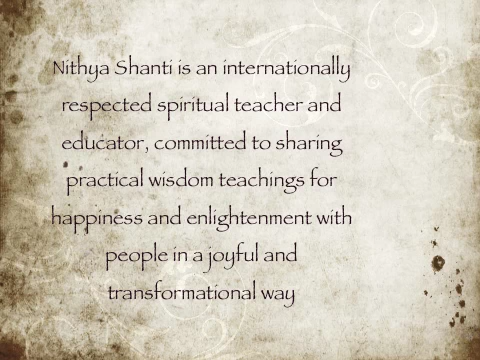 Nithya Shanti is an internationally
respected spiritual teacher and
educator, committed to sharing
practical wisdom teachings for
happiness and enlightenment with
people in a joyful and
transformational way